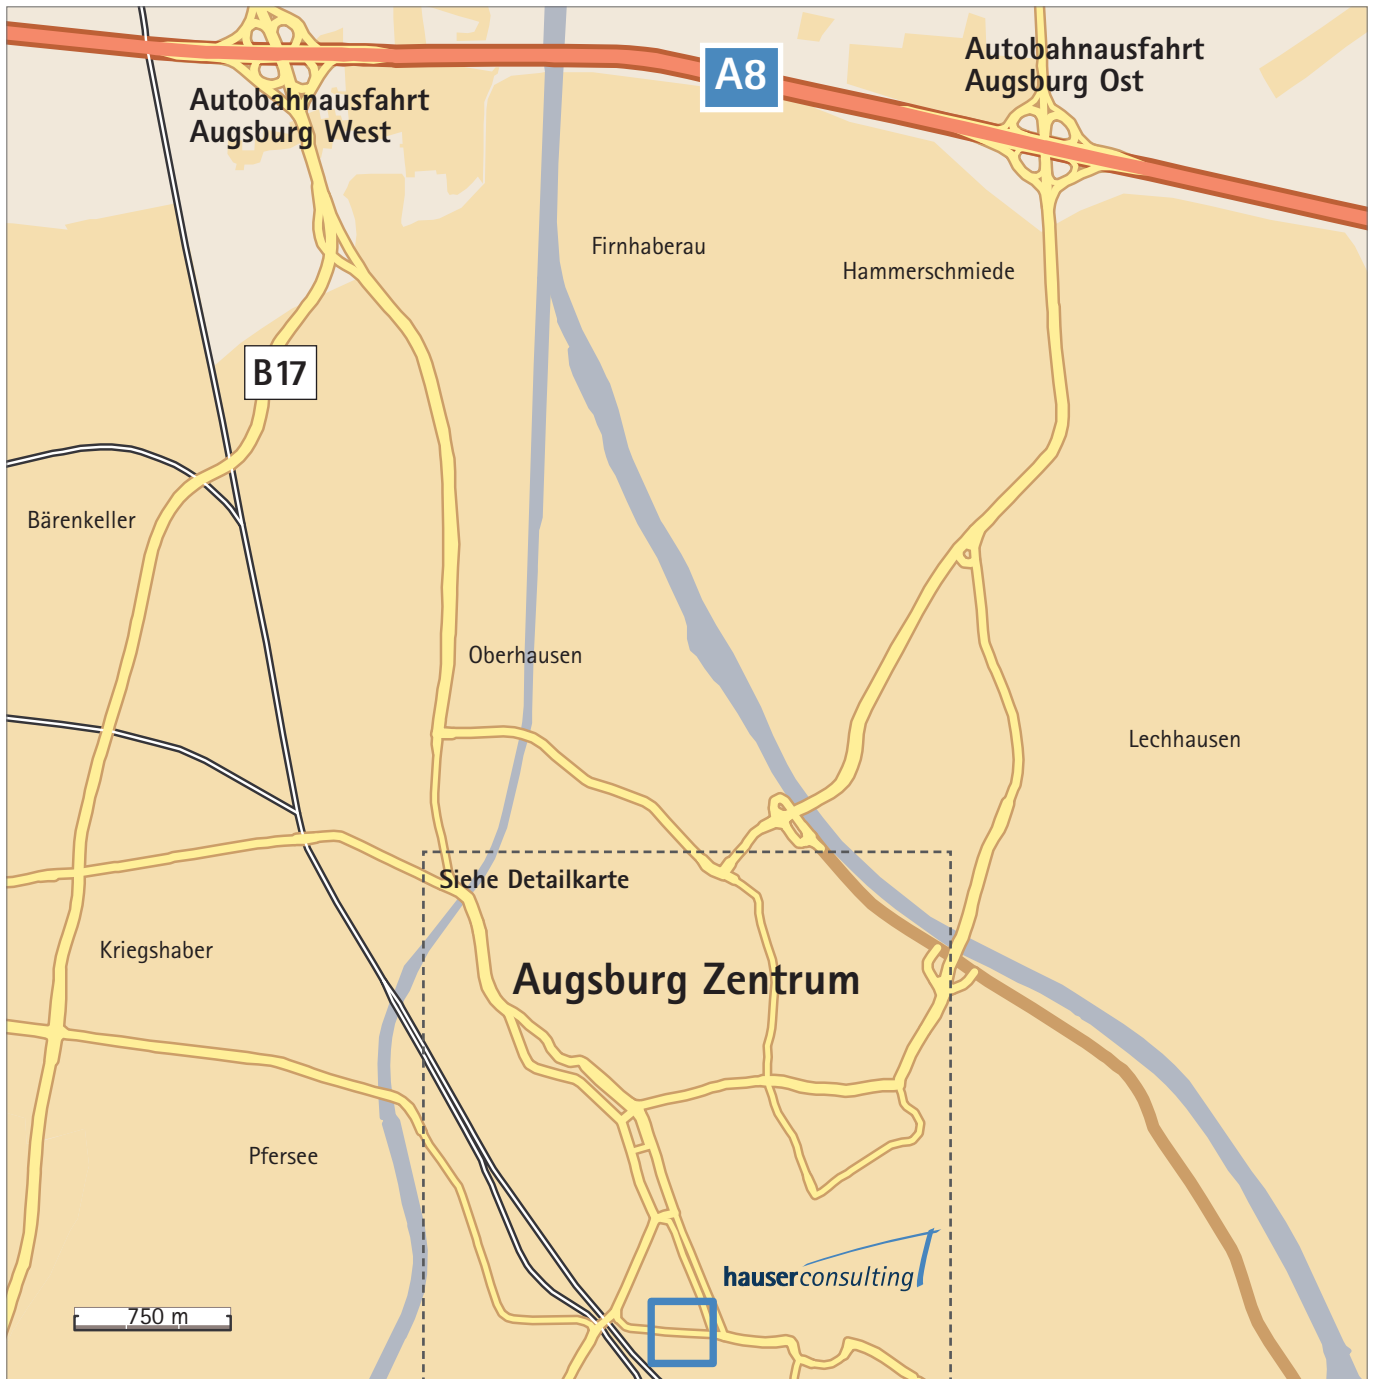 Autobahnausfahrt
Augsburg Ost
A8
Autobahnausfahrt
Augsburg West
Firnhaberau
Hammerschmiede
B17
Bärenkeller
Oberhausen
Lechhausen
Siehe Detailkarte
Kriegshaber
Augsburg Zentrum
Pfersee
hauserconsulting
750 m